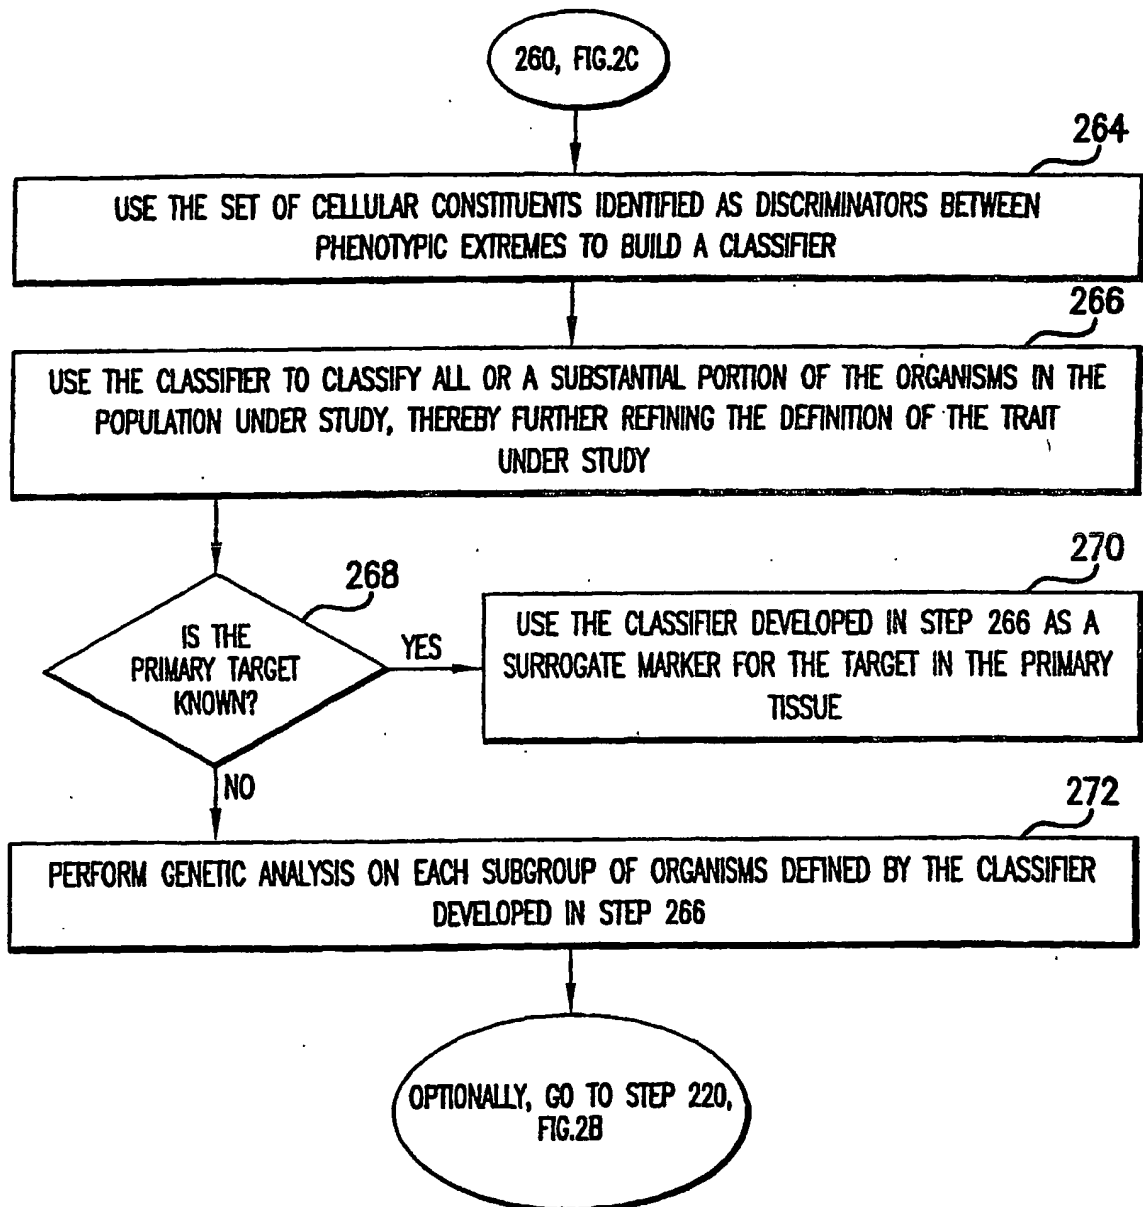 260, FIG.2C
264
USE THE SET OF CELLULAR CONSTITUENTS IDENTIFIED AS DISCRIMINATORS BETWEEN
PHENOTYPIC EXTREMES TO BUILD A CLASSIFIER
266
USE THE CLASSIFIER TO CLASSIFY ALL OR A SUBSTANTIAL PORTION OF THE ORGANISMS IN THE
POPULATION UNDER STUDY, THEREBY FURTHER REFINING THE DEFINITION OF THE TRAIT
UNDER STUDY
268
IS THE
PRIMARY TARGET
KNOWN?
YES
270
USE THE CLASSIFIER DEVELOPED IN STEP 266 AS A
SURROGATE MARKER FOR THE TARGET IN THE PRIMARY
TISSUE
NO
272
PERFORM GENETIC ANALYSIS ON EACH SUBGROUP OF ORGANISMS DEFINED BY THE CLASSIFIER
DEVELOPED IN STEP 266
OPTIONALLY, GO TO STEP 220,
FIG.2B